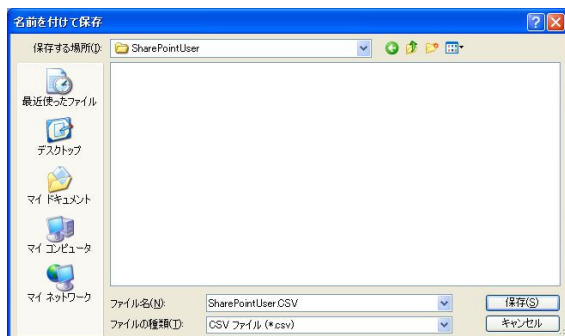 名前を付けて保存
保存する場所(I):
SharePointUser
最近使ったファイル
デスクトップ
マイ ドキュメント
マイ コンピュータ
マイ ネットワーク
ファイル名(N):
SharePointUser.CSV
保存(S)
ファイルの種類(T):
CSV ファイル (*.csv)
キャンセル